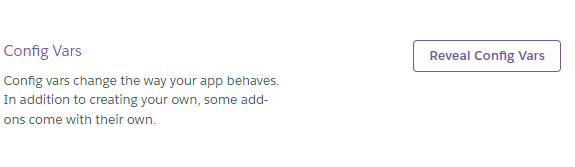 Config Vars
Reveal Config Vars
Config vars change the way your app behaves.
In addition to creating your own, some add-
ons come with their own.